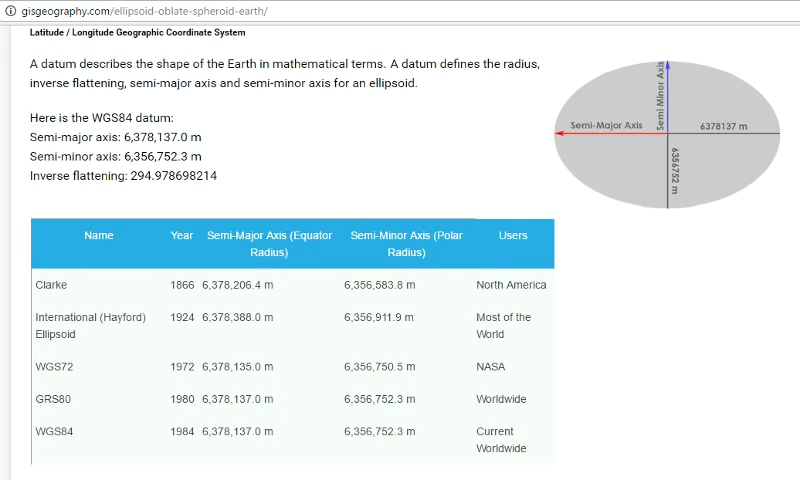 gisgeography.com/ellipsoid-oblate-spheroid-earth/
Latitude / Longitude Geographic Coordinate System
A datum describes the shape of the Earth in mathematical terms. A datum defines the radius,
inverse flattening, semi-major axis and semi-minor axis for an ellipsoid.
Here is the WGS84 datum:
Semi-major axis: 6,378,137.0 m
Semi-minor axis: 6,356,752.3 m
Inverse flattening: 294.978698214
Semi Minor Axis
Semi-Major Axis
6378137 m
6356752 m
Name Year Semi-Major Axis (Equator Semi-Minor Axis (Polar Users
Radius) Radius)
Clarke 1866 6,378,206.4 m 6,356,583.8 m North America
International (Hayford) 1924 6,378,388.0 m 6,356,911.9 m Most of the
Ellipsoid World
WGS72 1972 6,378,135.0 m 6,356,750.5 m NASA
GRS80 1980 6,378,137.0 m 6,356,752.3 m Worldwide
WGS84 1984 6,378,137.0 m 6,356,752.3 m Current
Worldwide